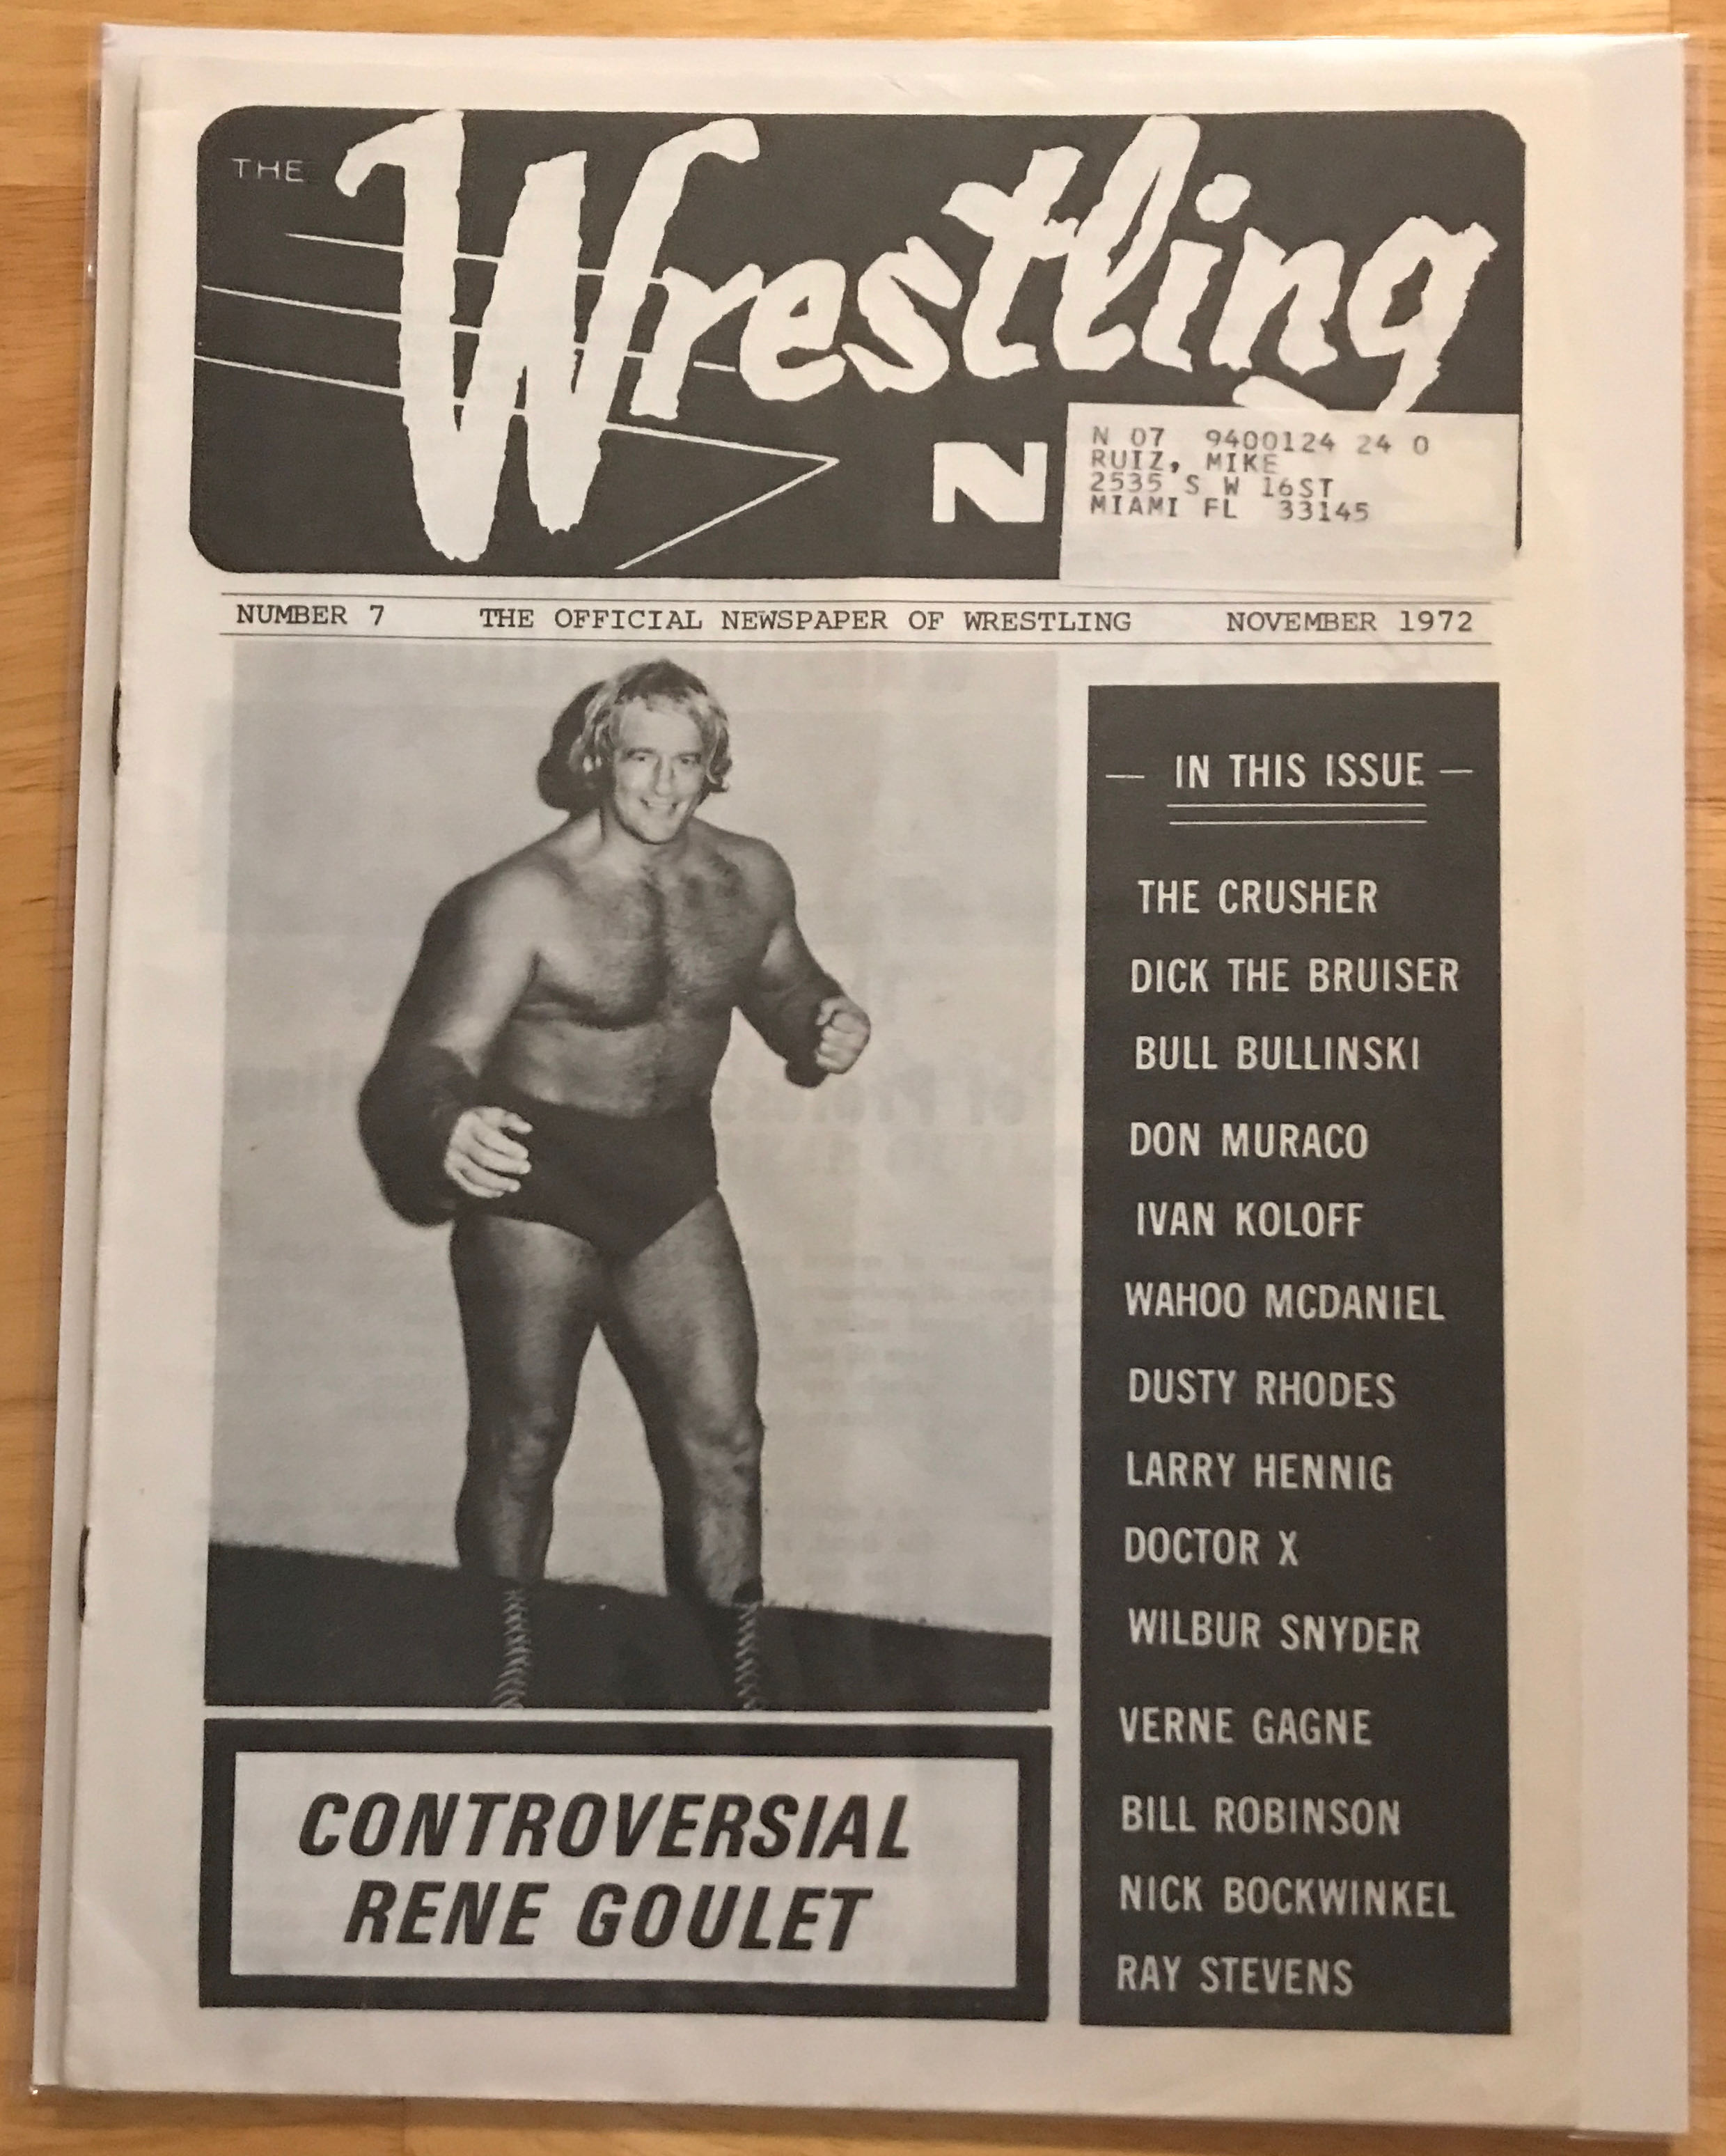 THE
Wrestling
N
N 07 9400124 24 0
RUIZ, MIKE
2535 S W 16ST
MIAMI FL 33145
NUMBER 7 THE OFFICIAL NEWSPAPER OF WRESTLING NOVEMBER 1972
— IN THIS ISSUE —
THE CRUSHER
DICK THE BRUISER
BULL BULLINSKI
DON MURACO
IVAN KOLOFF
WAHOO MCDANIEL
DUSTY RHODES
LARRY HENNIG
DOCTOR X
WILBUR SNYDER
VERNE GAGNE
BILL ROBINSON
NICK BOCKWINKEL
RAY STEVENS
CONTROVERSIAL
RENE GOULET